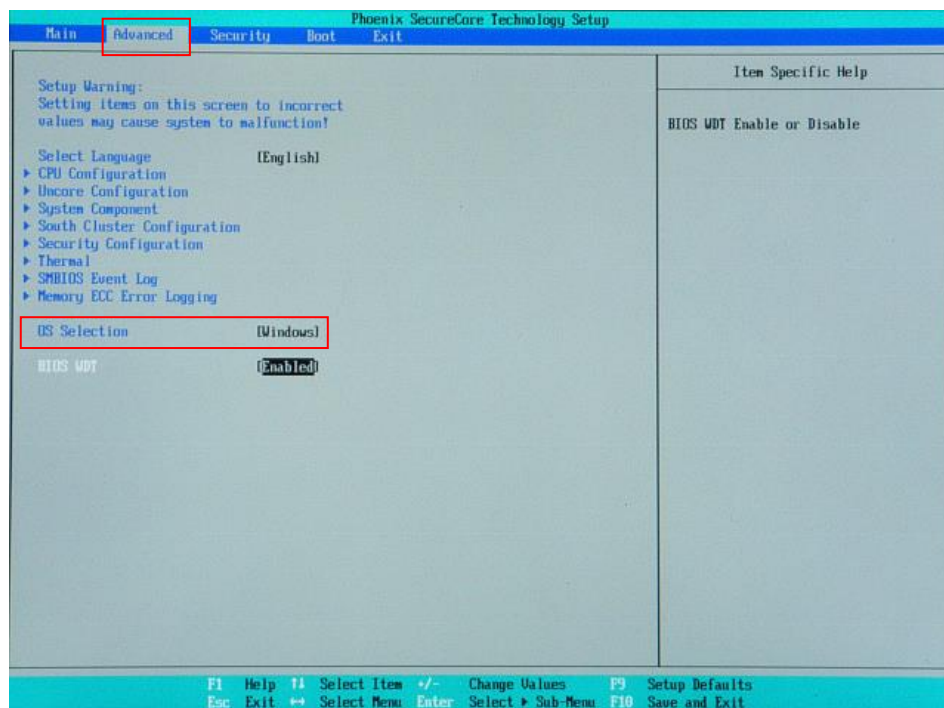 Phoenix SecureCore Technology Setup
Main Advanced Security Boot Exit
Item Specific Help
Setup Warning:
Setting items on this screen to incorrect
values may cause system to malfunction!
BIOS WDT Enable or Disable
Select Language [English]
CPU Configuration
Uncore Configuration
System Component
South Cluster Configuration
Security Configuration
Thermal
SMBIOS Event Log
Memory ECC Error Logging
OS Selection [Windows]
BIOS WDT [Enabled]
F1 Help ↑↓ Select Item +/- Change Values F9 Setup Defaults
Esc Exit ↔ Select Menu Enter Select ▶ Sub-Menu F10 Save and Exit